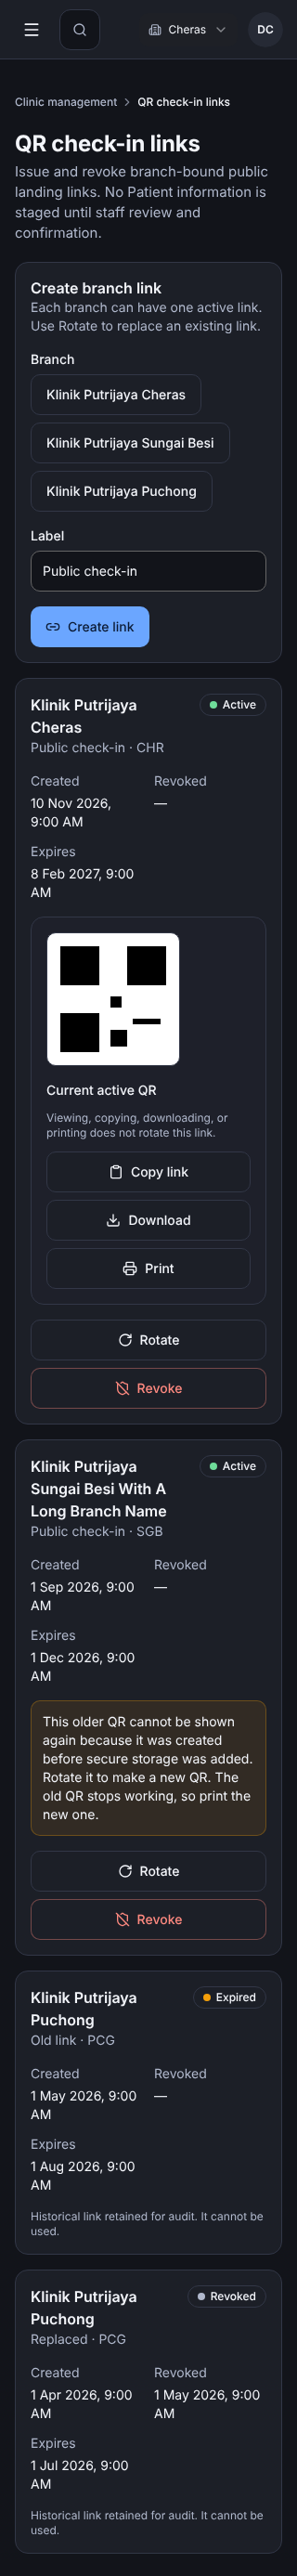 Cheras
DC
Clinic management
QR check-in links
QR check-in links
Issue and revoke branch-bound public
landing links. No Patient information is
staged until staff review and
confirmation.
Create branch link
Each branch can have one active link.
Use Rotate to replace an existing link.
Branch
Klinik Putrijaya Cheras
Klinik Putrijaya Sungai Besi
Klinik Putrijaya Puchong
Label
Public check-in
Create link
Klinik Putrijaya
Cheras
Active
Public check-in · CHR
Created
Revoked
10 Nov 2026,
9:00 AM
—
Expires
8 Feb 2027, 9:00
AM
Current active QR
Viewing, copying, downloading, or
printing does not rotate this link.
Copy link
Download
Print
Rotate
Revoke
Klinik Putrijaya
Sungai Besi With A
Long Branch Name
Active
Public check-in · SGB
Created
Revoked
1 Sep 2026, 9:00
AM
—
Expires
1 Dec 2026, 9:00
AM
This older QR cannot be shown
again because it was created
before secure storage was added.
Rotate it to make a new QR. The
old QR stops working, so print the
new one.
Rotate
Revoke
Klinik Putrijaya
Puchong
Expired
Old link · PCG
Created
Revoked
1 May 2026, 9:00
AM
—
Expires
1 Aug 2026, 9:00
AM
Historical link retained for audit. It cannot be
used.
Klinik Putrijaya
Puchong
Revoked
Replaced · PCG
Created
Revoked
1 Apr 2026, 9:00
AM
1 May 2026, 9:00
AM
Expires
1 Jul 2026, 9:00
AM
Historical link retained for audit. It cannot be
used.